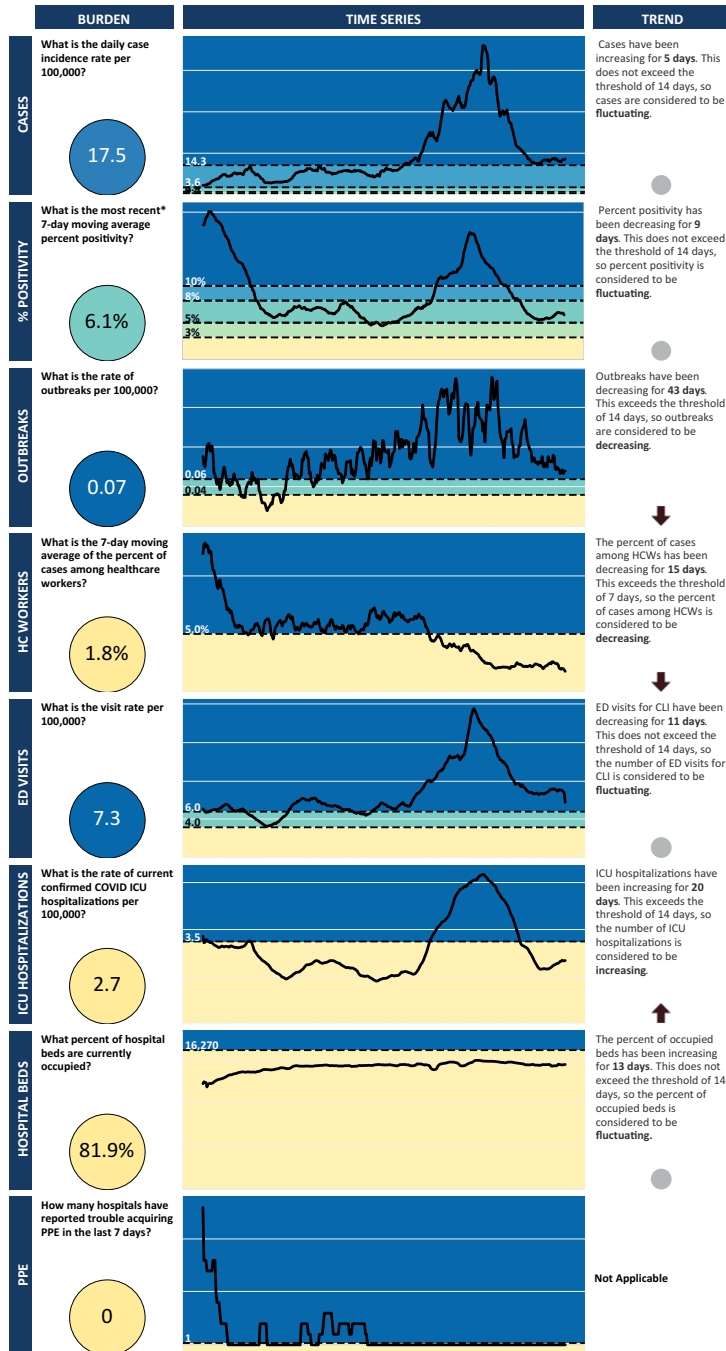 BURDEN
TIME SERIES
TREND
CASES
What is the daily case
incidence rate per
100,000?
17.5
14.3
3.6
Cases have been
increasing for 5 days. This
does not exceed the
threshold of 14 days, so
cases are considered to be
fluctuating.
% POSITIVITY
What is the most recent*
7-day moving average
percent positivity?
6.1%
10%
8%
5%
3%
Percent positivity has
been decreasing for 9
days. This does not exceed
the threshold of 14 days,
so percent positivity is
considered to be
fluctuating.
OUTBREAKS
What is the rate of
outbreaks per 100,000?
0.07
0.06
0.04
Outbreaks have been
decreasing for 43 days.
This exceeds the threshold
of 14 days, so outbreaks
are considered to be
decreasing.
HC WORKERS
What is the 7-day moving
average of the percent of
cases among healthcare
workers?
1.8%
5.0%
The percent of cases
among HCWs has been
decreasing for 15 days.
This exceeds the threshold
of 7 days, so the percent
of cases among HCWs is
considered to be
decreasing.
ED VISITS
What is the visit rate per
100,000?
7.3
6.0
4.0
ED visits for CLI have been
decreasing for 11 days.
This does not exceed the
threshold of 14 days, so
the number of ED visits for
CLI is considered to be
fluctuating.
ICU HOSPITALIZATIONS
What is the rate of current
confirmed COVID ICU
hospitalizations per
100,000?
2.7
3.5
ICU hospitalizations have
been increasing for 20
days. This exceeds the
threshold of 14 days, so
the number of ICU
hospitalizations is
considered to be
increasing.
HOSPITAL BEDS
What percent of hospital
beds are currently
occupied?
81.9%
16,270
The percent of occupied
beds has been increasing
for 13 days. This does not
exceed the threshold of 14
days, so the percent of
occupied beds is
considered to be
fluctuating.
PPE
How many hospitals have
reported trouble acquiring
PPE in the last 7 days?
0
1
Not Applicable